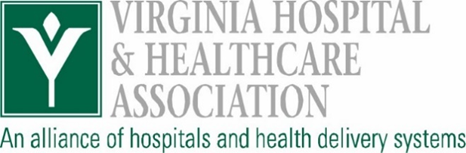 VIRGINIA HOSPITAL
& HEALTHCARE
ASSOCIATION
An alliance of hospitals and health delivery systems